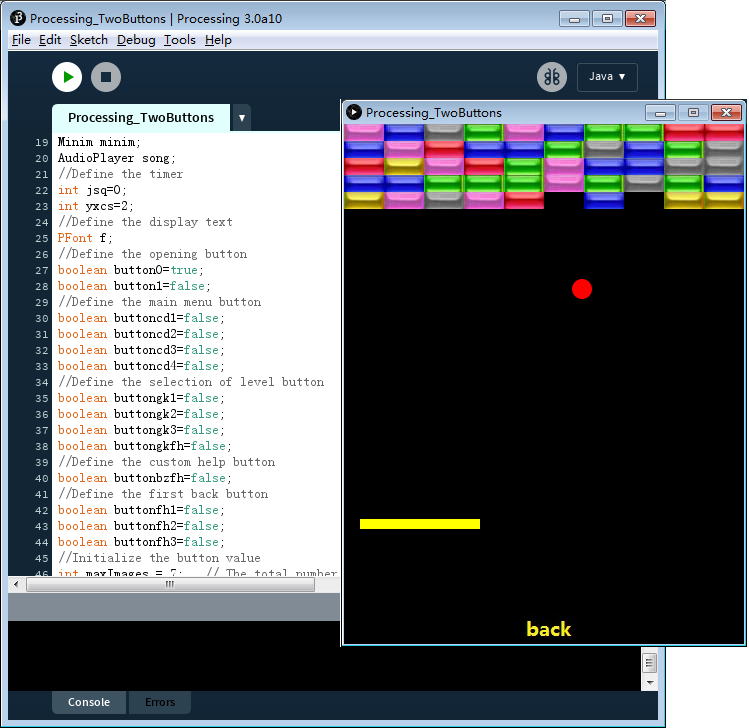 Processing_TwoButtons | Processing 3.0a10
File Edit Sketch Debug Tools Help
Java ▼
Processing_TwoButtons ▼
19 Minim minim;
20 AudioPlayer song;
21 //Define the timer
22 int jsq=0;
23 int yxcs=2;
24 //Define the display text
25 PFont f;
26 //Define the opening button
27 boolean button0=true;
28 boolean button1=false;
29 //Define the main menu button
30 boolean buttoncd1=false;
31 boolean buttoncd2=false;
32 boolean buttoncd3=false;
33 boolean buttoncd4=false;
34 //Define the selection of level button
35 boolean buttongk1=false;
36 boolean buttongk2=false;
37 boolean buttongk3=false;
38 boolean buttongkfh=false;
39 //Define the custom help button
40 boolean buttonbzfh=false;
41 //Define the first back button
42 boolean buttonfh1=false;
43 boolean buttonfh2=false;
44 boolean buttonfh3=false;
45 //Initialize the button value
46 int maxImages = 7; // The total number
Console Errors
Processing_TwoButtons
back